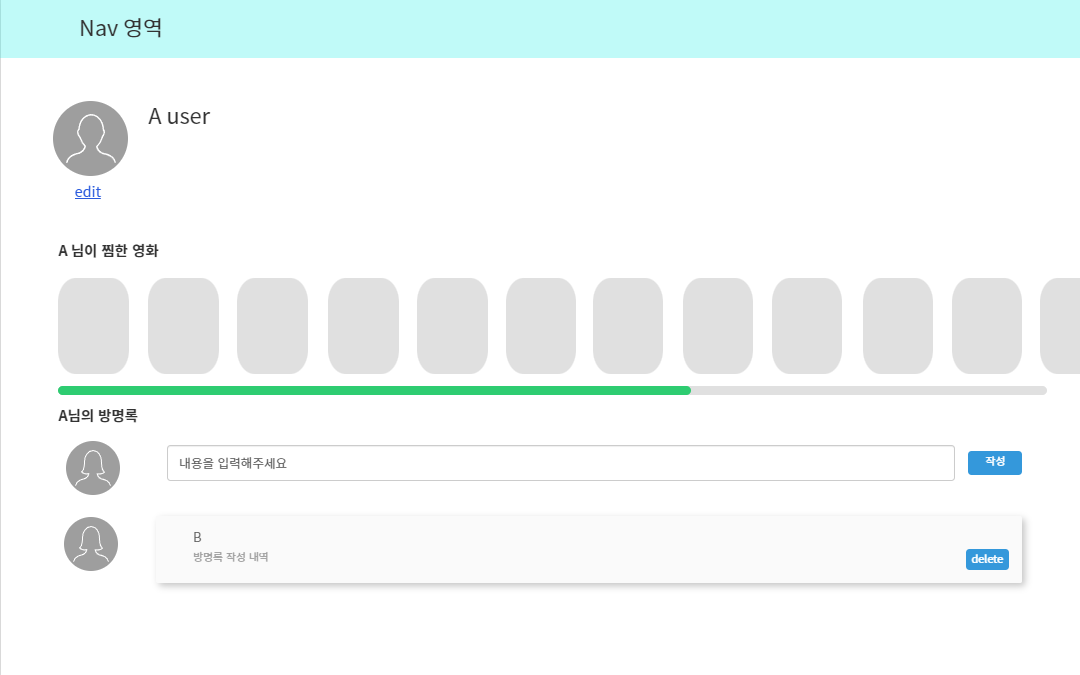 Nav 영역
A user
edit
A 님이 찜한 영화
A님의 방명록
내용을 입력해주세요
작성
B
방명록 작성 내역
delete